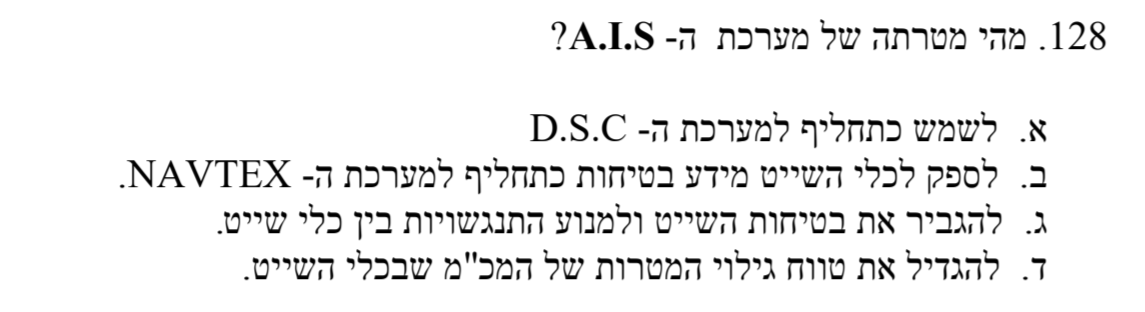 128. מהי מטרתה של מערכת ה- A.I.S?
א. לשמש כתחליף למערכת ה- D.S.C
ב. לספק לכלי השייט מידע בטיחות כתחליף למערכת ה- NAVTEX.
ג. להגביר את בטיחות השייט ולמנוע התנגשויות בין כלי שייט.
ד. להגדיל את טווח גילוי המטרות של המכ"מ שבכלי השייט.